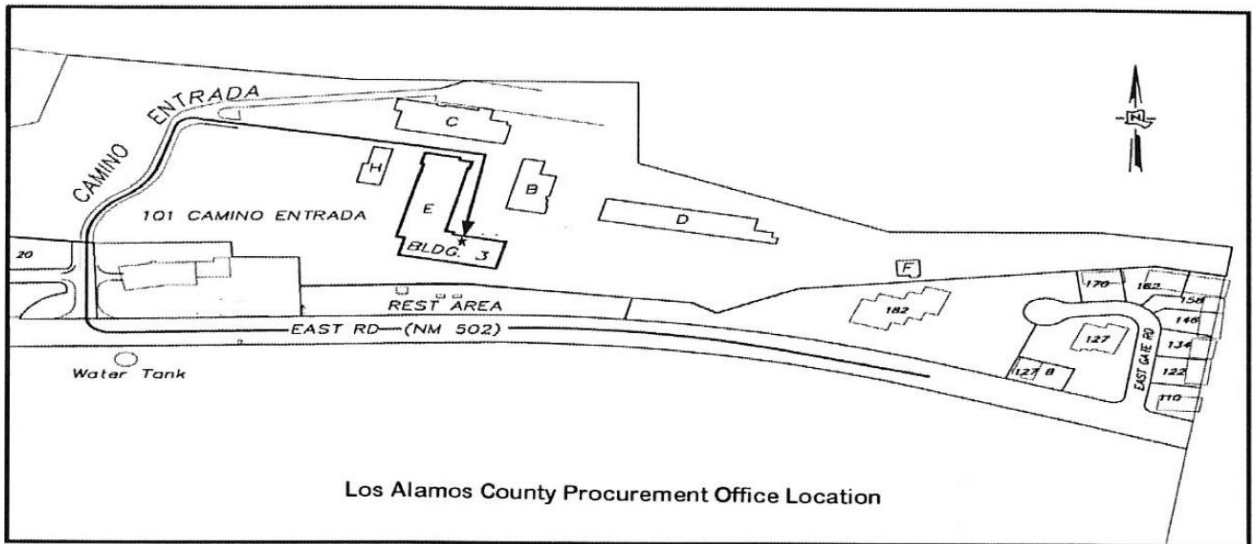 CAMINO ENTRADA
N
C
H
B
E
D
101 CAMINO ENTRADA
BLDG. 3
20
F
REST AREA
170
162
158
182
146
EAST RD (NM 502)
127
134
EAST GATE RD
Water Tank
127 B
122
110
Los Alamos County Procurement Office Location